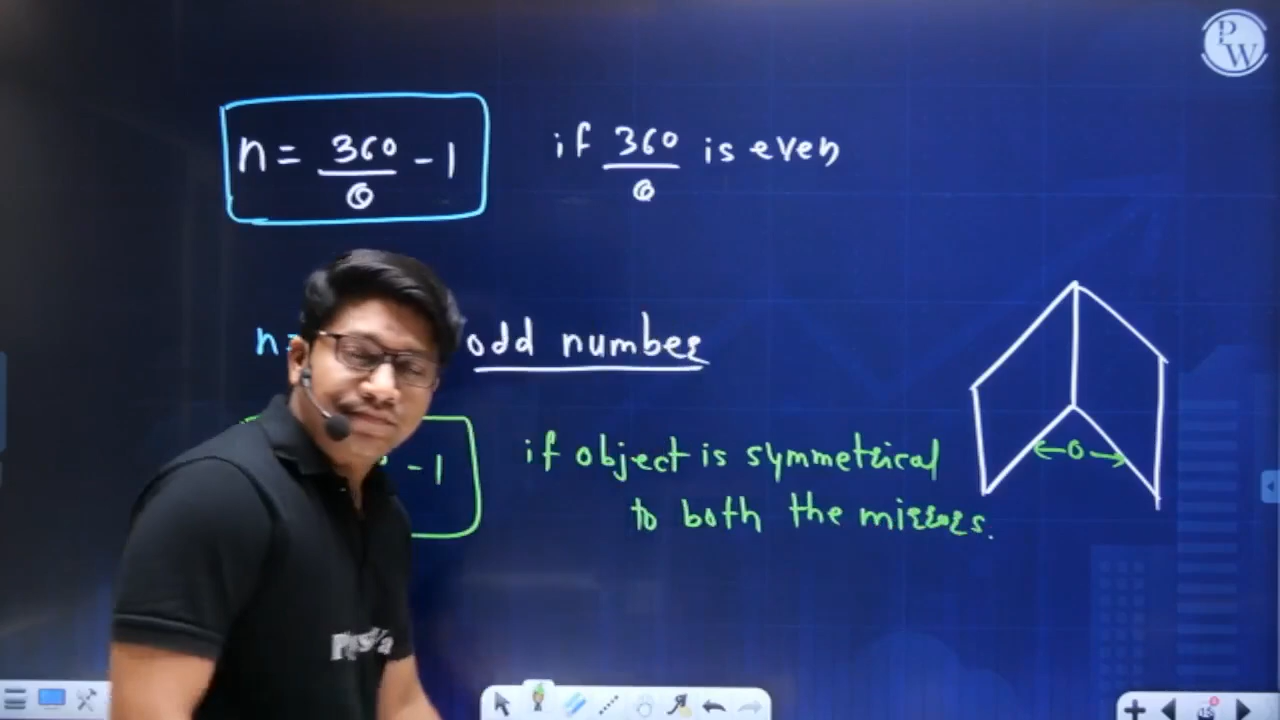 PW
n = 360/θ - 1 if 360/θ is even
n = odd number
- 1 if object is symmetrical
to both the mirrors.
θ